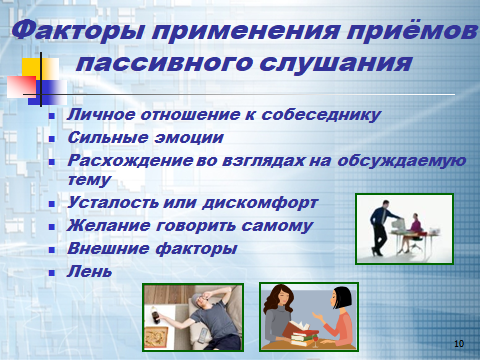 Факторы применения приёмов
пассивного слушания
Личное отношение к собеседнику
Сильные эмоции
Расхождение во взглядах на обсуждаемую
тему
Усталость или дискомфорт
Желание говорить самому
Внешние факторы
Лень
10